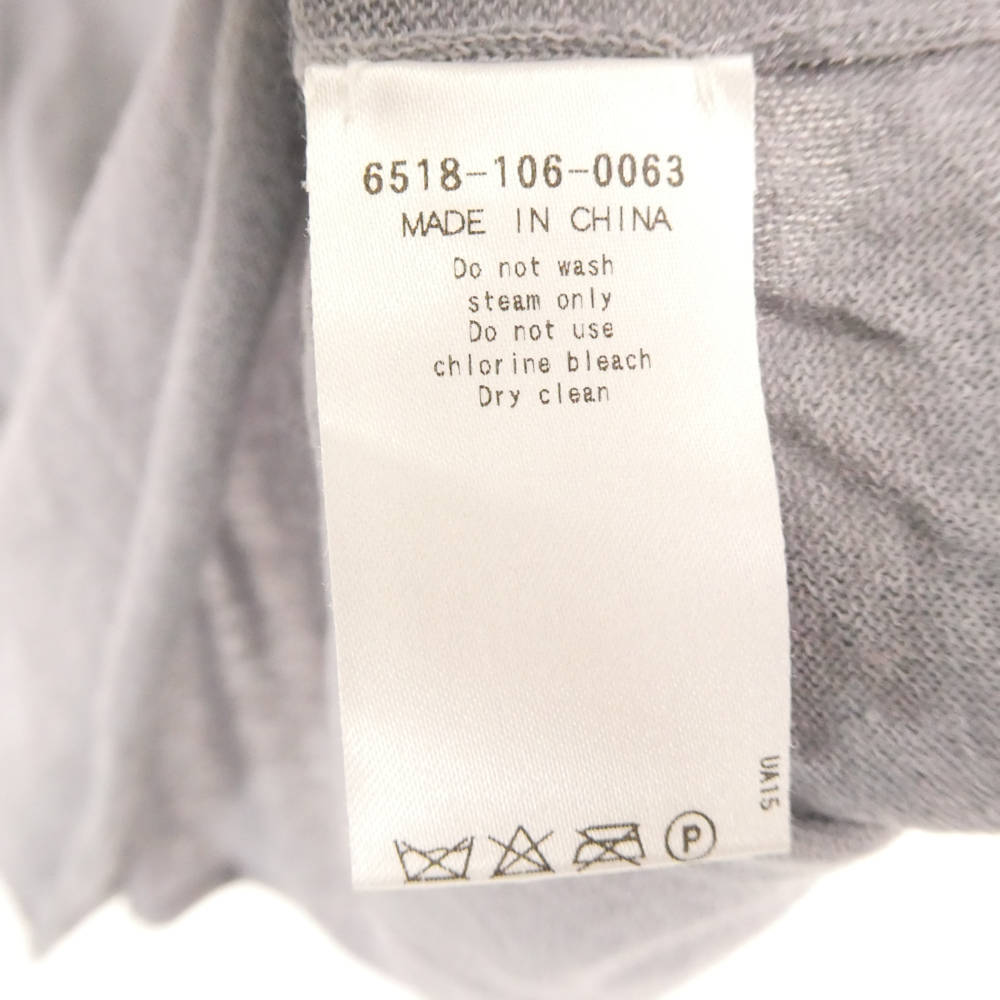 6518-106-0063
MADE IN CHINA
Do not wash
steam only
Do not use
chlorine bleach
Dry clean
UA15
P